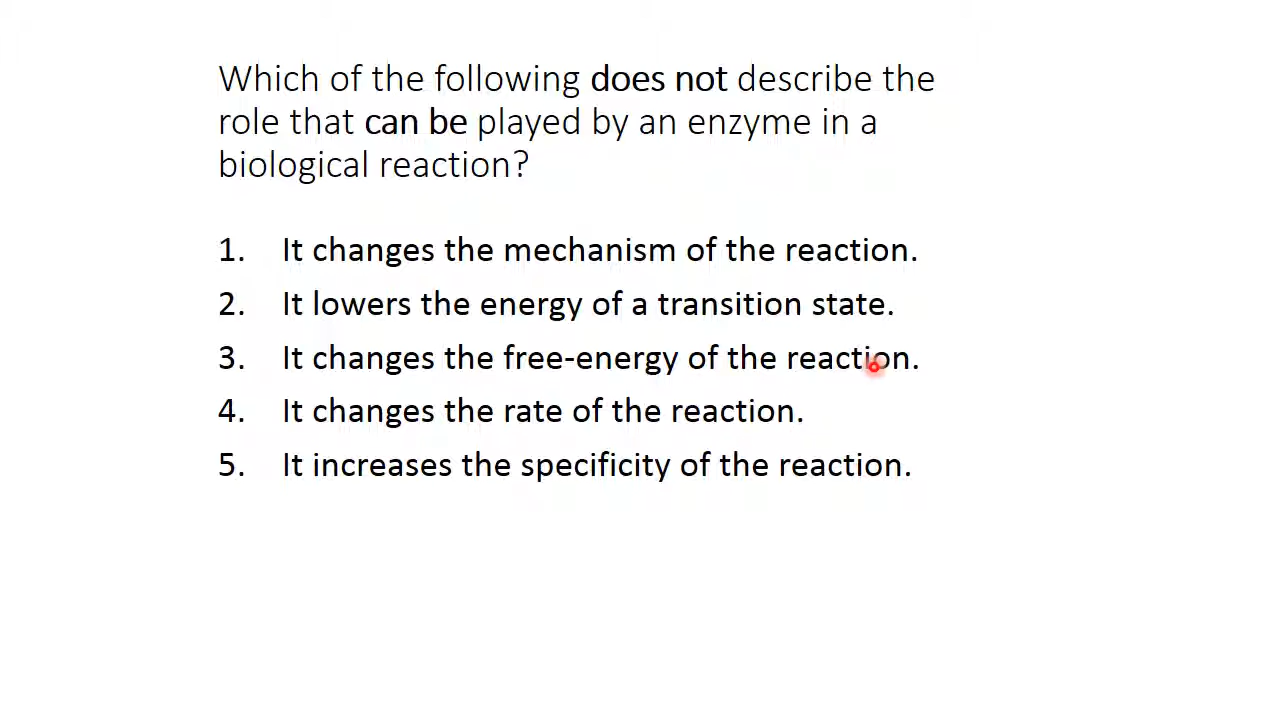 Which of the following does not describe the
role that can be played by an enzyme in a
biological reaction?
1. It changes the mechanism of the reaction.
2. It lowers the energy of a transition state.
3. It changes the free-energy of the reaction.
4. It changes the rate of the reaction.
5. It increases the specificity of the reaction.